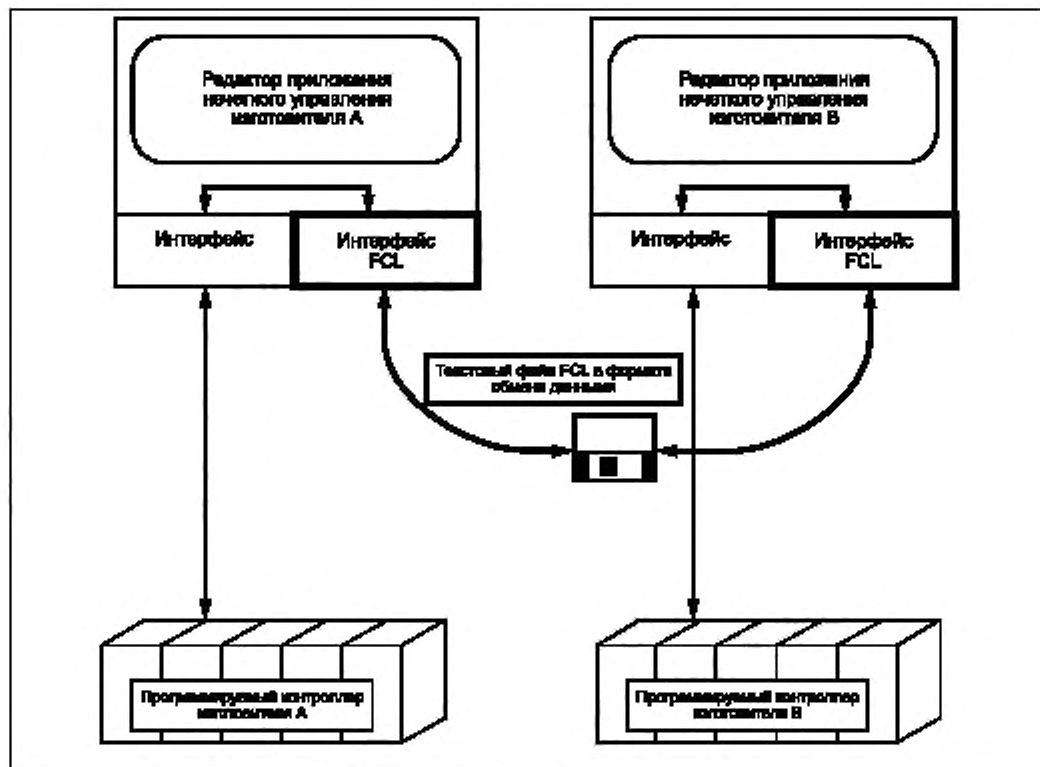 Редактор приложения
нечеткого управления
изготовителя А
Редактор приложения
нечеткого управления
изготовителя В
Интерфейс
Интерфейс
FCL
Интерфейс
Интерфейс
FCL
Текстовый файл FCL в формате
обмена данными
Программируемый контроллер
изготовителя А
Программируемый контроллер
изготовителя В